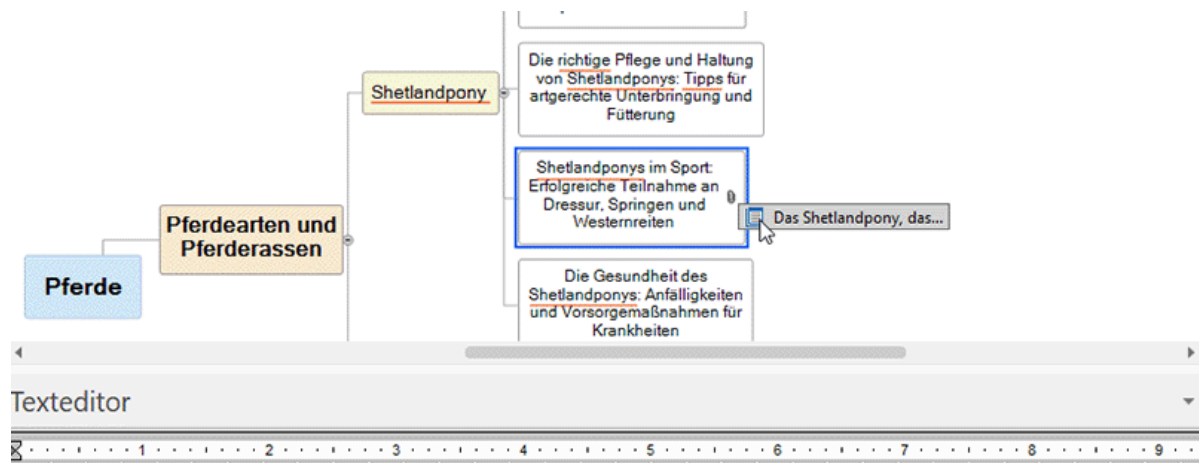 Die richtige Pflege und Haltung
von Shetlandponys: Tipps für
artgerechte Unterbringung und
Fütterung
Shetlandpony
Shetlandponys im Sport:
Erfolgreiche Teilnahme an
Dressur, Springen und
Westernreiten
Das Shetlandpony, das...
Pferdearten und
Pferderassen
Pferde
Die Gesundheit des
Shetlandponys: Anfälligkeiten
und Vorsorgemaßnahmen für
Krankheiten
Texteditor
1 2 3 4 5 6 7 8 9